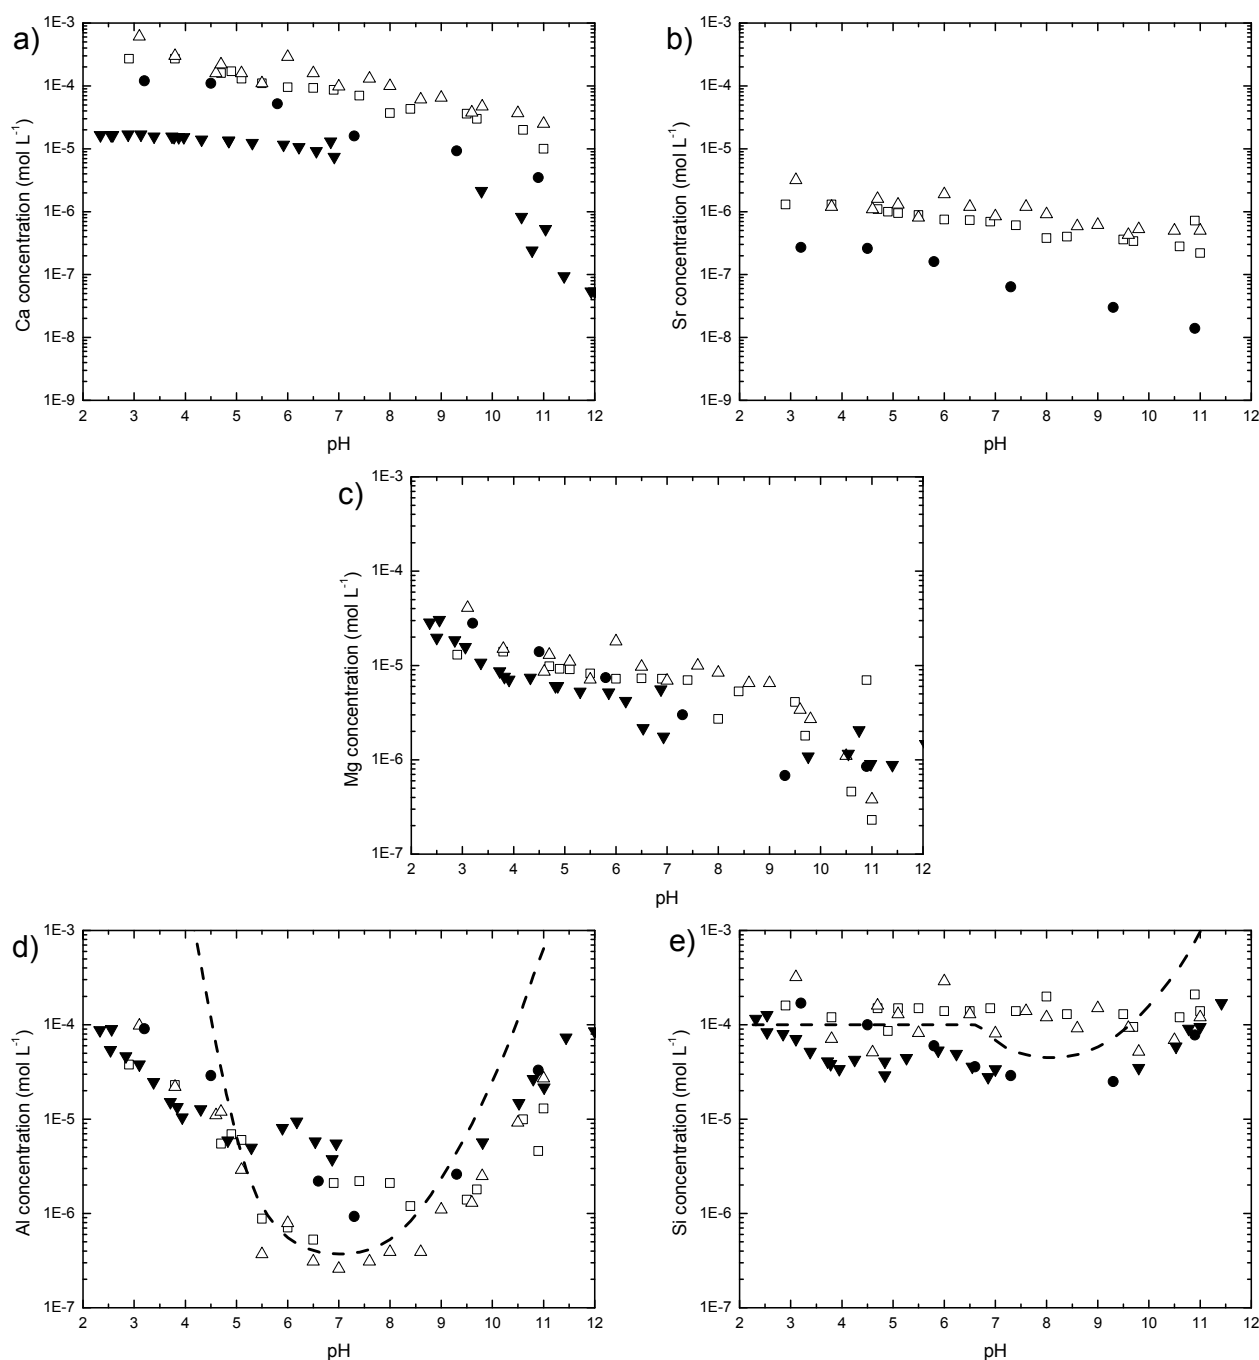 a)
1E-3
1E-4
1E-5
1E-6
1E-7
1E-8
1E-9
Ca concentration (mol L⁻¹)
2 3 4 5 6 7 8 9 10 11 12
pH
b)
1E-3
1E-4
1E-5
1E-6
1E-7
1E-8
1E-9
Sr concentration (mol L⁻¹)
2 3 4 5 6 7 8 9 10 11 12
pH
c)
1E-3
1E-4
1E-5
1E-6
1E-7
Mg concentration (mol L⁻¹)
2 3 4 5 6 7 8 9 10 11 12
pH
d)
1E-3
1E-4
1E-5
1E-6
1E-7
Al concentration (mol L⁻¹)
2 3 4 5 6 7 8 9 10 11 12
pH
e)
1E-3
1E-4
1E-5
1E-6
1E-7
Si concentration (mol L⁻¹)
2 3 4 5 6 7 8 9 10 11 12
pH